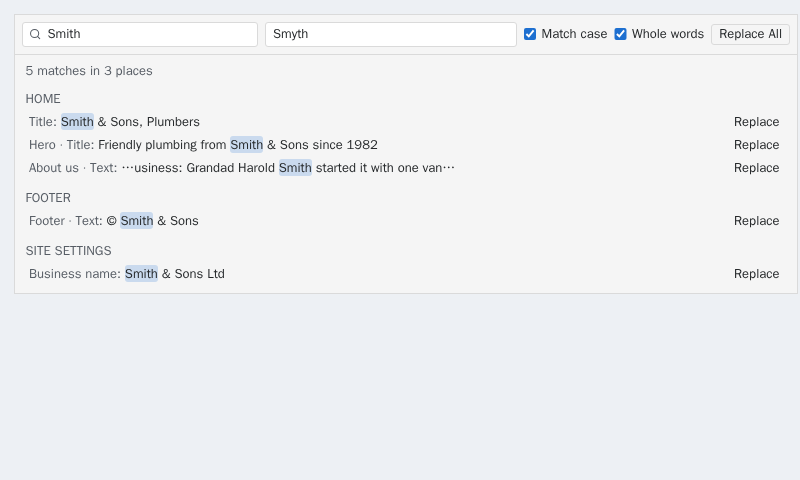 Smith Smyth Match case Whole words Replace All
5 matches in 3 places
HOME
Title: Smith & Sons, Plumbers Replace
Hero · Title: Friendly plumbing from Smith & Sons since 1982 Replace
About us · Text: ···usiness: Grandad Harold Smith started it with one van··· Replace
FOOTER
Footer · Text: © Smith & Sons Replace
SITE SETTINGS
Business name: Smith & Sons Ltd Replace